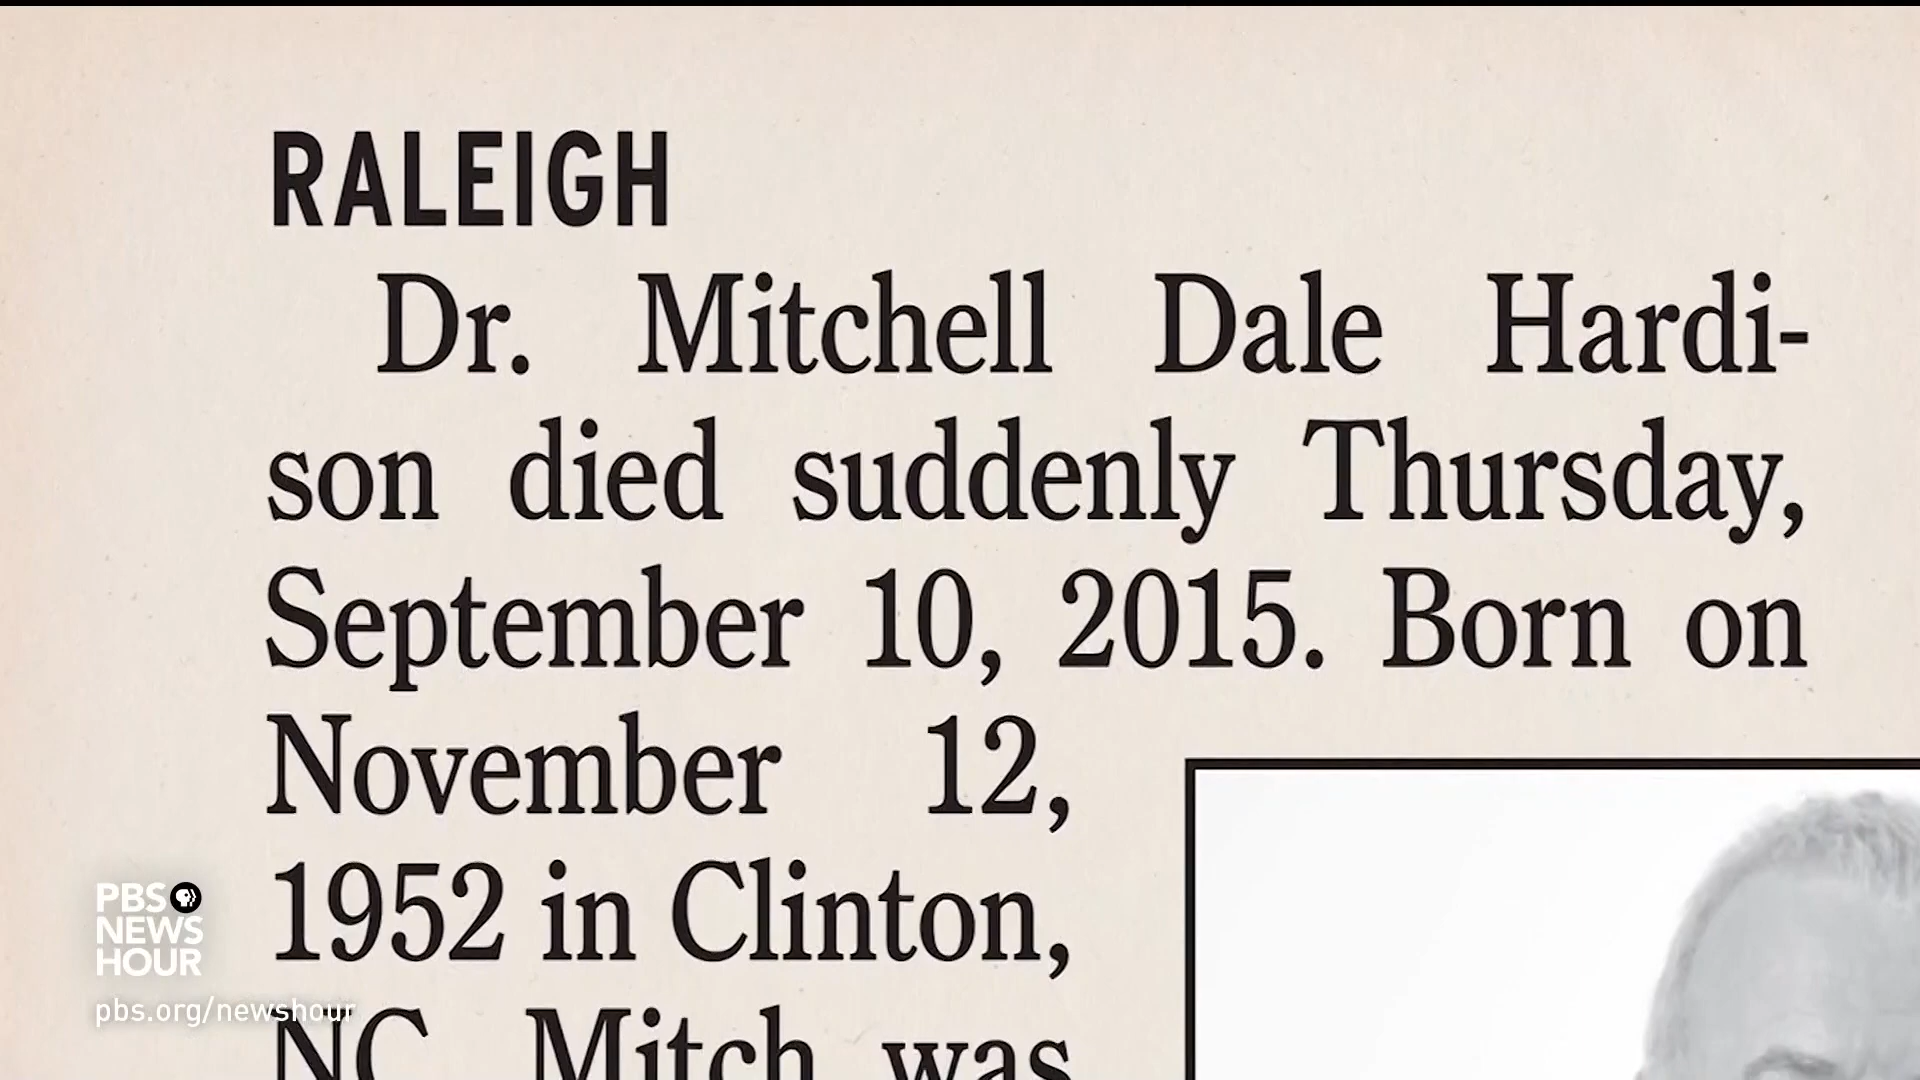 RALEIGH
Dr. Mitchell Dale Hardi-
son died suddenly Thursday,
September 10, 2015. Born on
November 12,
1952 in Clinton,
NC. Mitch was
PBS
NEWS
HOUR
pbs.org/newshour